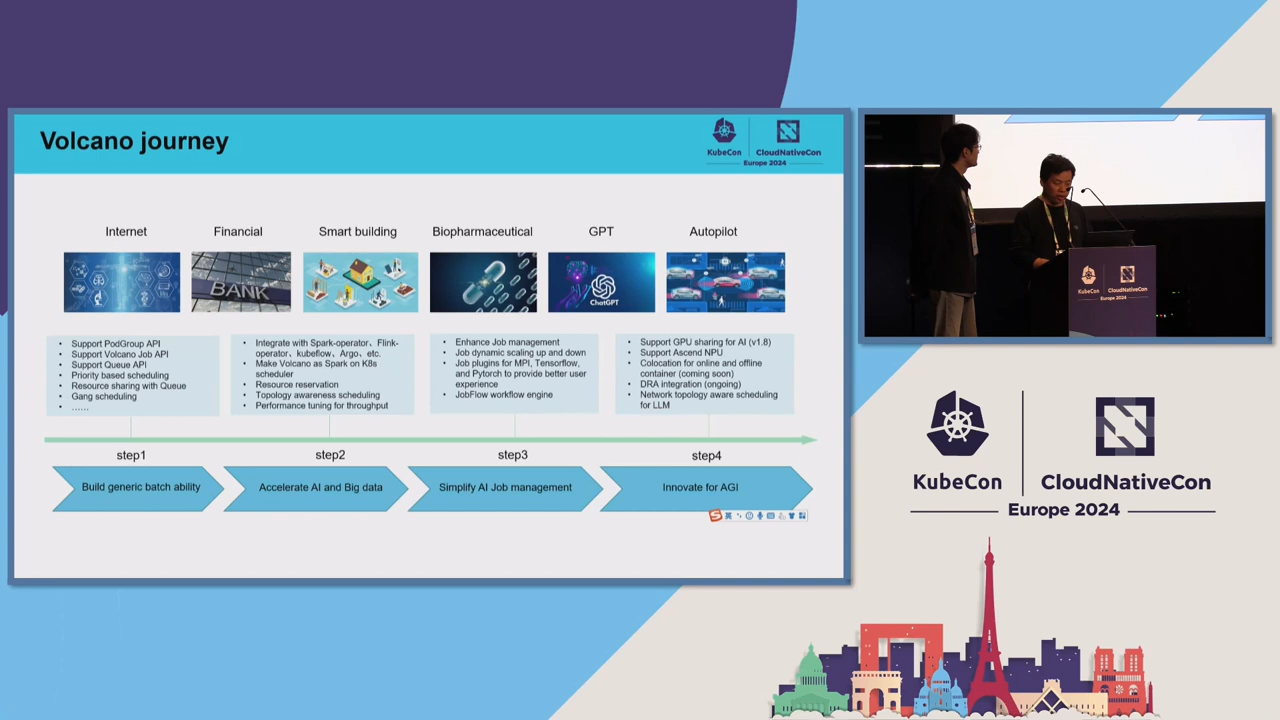 Volcano journey
KubeCon
CloudNativeCon
Europe 2024
Internet
Financial
Smart building
Biopharmaceutical
GPT
Autopilot
BANK
ChatGPT
• Support PodGroup API
• Support Volcano Job API
• Support Queue API
• Priority based scheduling
• Resource sharing with Queue
• Gang scheduling
• ......
• Integrate with Spark-operator、Flink-
operator、kubeflow、Argo、etc.
• Make Volcano as Spark on K8s
scheduler
• Resource reservation
• Topology awareness scheduling
• Performance tuning for throughput
• Enhance Job management
• Job dynamic scaling up and down
• Job plugins for MPI, Tensorflow,
and Pytorch to provide better user
experience
• JobFlow workflow engine
• Support GPU sharing for AI (v1.8)
• Support Ascend NPU
• Colocation for online and offline
container (coming soon)
• DRA integration (ongoing)
• Network topology aware scheduling
for LLM
step1
step2
step3
step4
Build generic batch ability
Accelerate AI and Big data
Simplify AI Job management
Innovate for AGI
S 英
KubeCon
CloudNativeCon
Europe 2024
KubeCon
CloudNativeCon
Europe 2024